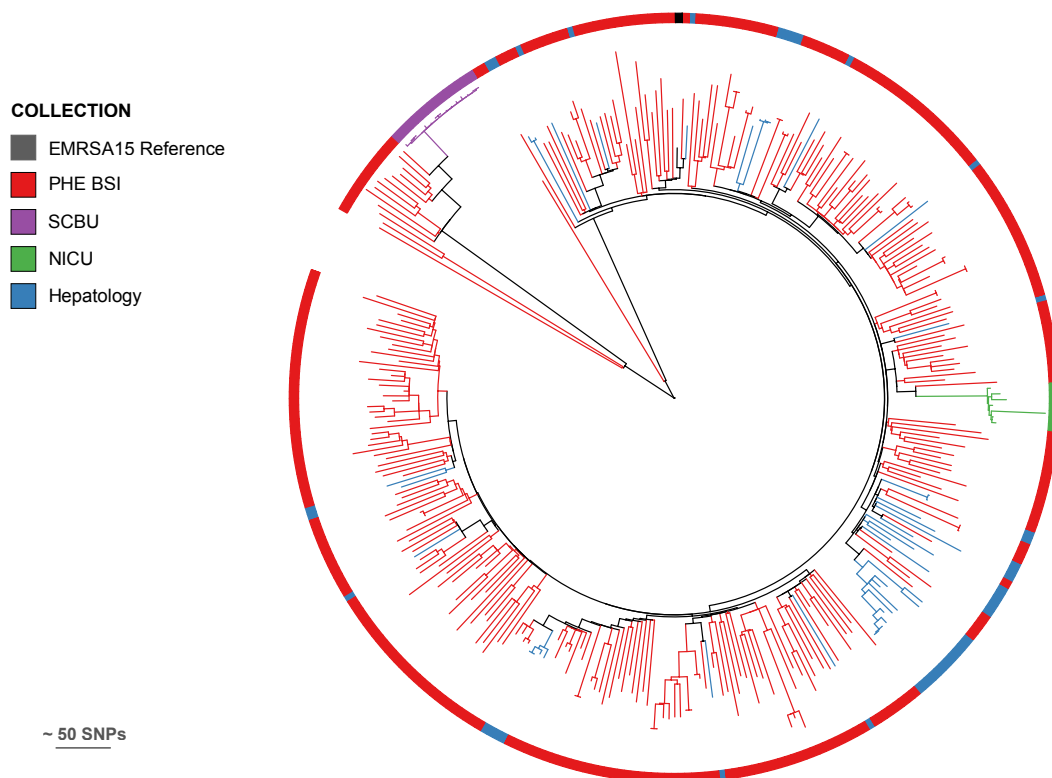 COLLECTION
EMRSA15 Reference
PHE BSI
SCBU
NICU
Hepatology
~ 50 SNPs